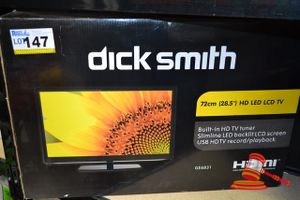 LOT
147
dick smith
72cm (28.5") HD LED LCD TV
Built-in HD TV tuner
Slimline LED backlit LCD screen
USB HDTV record/playback
GE6831
HDMI